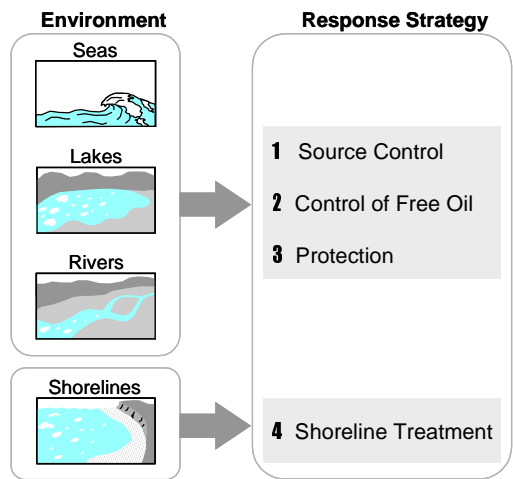 Environment
Response Strategy
Seas
Lakes
Rivers
1 Source Control
2 Control of Free Oil
3 Protection
Shorelines
4 Shoreline Treatment